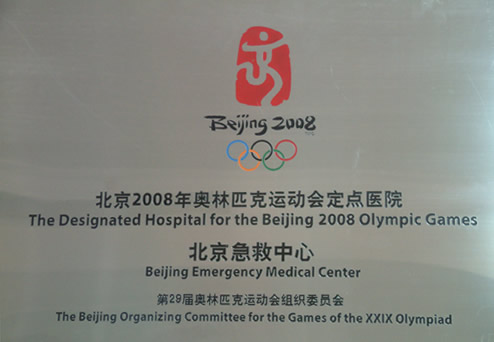 Beijing 2008
北京2008年奥林匹克运动会定点医院
The Designated Hospital for the Beijing 2008 Olympic Games
北京急救中心
Beijing Emergency Medical Center
第29届奥林匹克运动会组织委员会
The Beijing Organizing Committee for the Games of the XXIX Olympiad